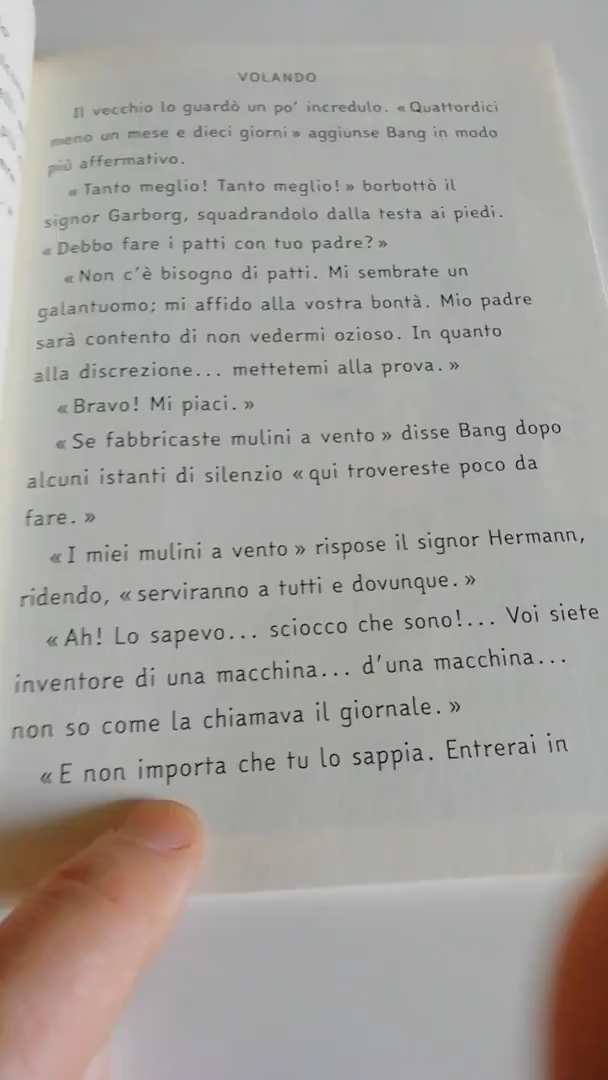 VOLANDO
Il vecchio lo guardò un po' incredulo. « Quattordici
meno un mese e dieci giorni » aggiunse Bang in modo
più affermativo.
« Tanto meglio! Tanto meglio! » borbottò il
signor Garborg, squadrandolo dalla testa ai piedi.
« Debbo fare i patti con tuo padre? »
« Non c'è bisogno di patti. Mi sembrate un
galantuomo; mi affido alla vostra bontà. Mio padre
sarà contento di non vedermi ozioso. In quanto
alla discrezione... mettetemi alla prova. »
« Bravo! Mi piaci. »
« Se fabbricaste mulini a vento » disse Bang dopo
alcuni istanti di silenzio « qui trovereste poco da
fare. »
« I miei mulini a vento » rispose il signor Hermann,
ridendo, « serviranno a tutti e dovunque. »
« Ah! Lo sapevo... sciocco che sono!... Voi siete
inventore di una macchina... d'una macchina...
non so come la chiamava il giornale. »
« E non importa che tu lo sappia. Entrerai in